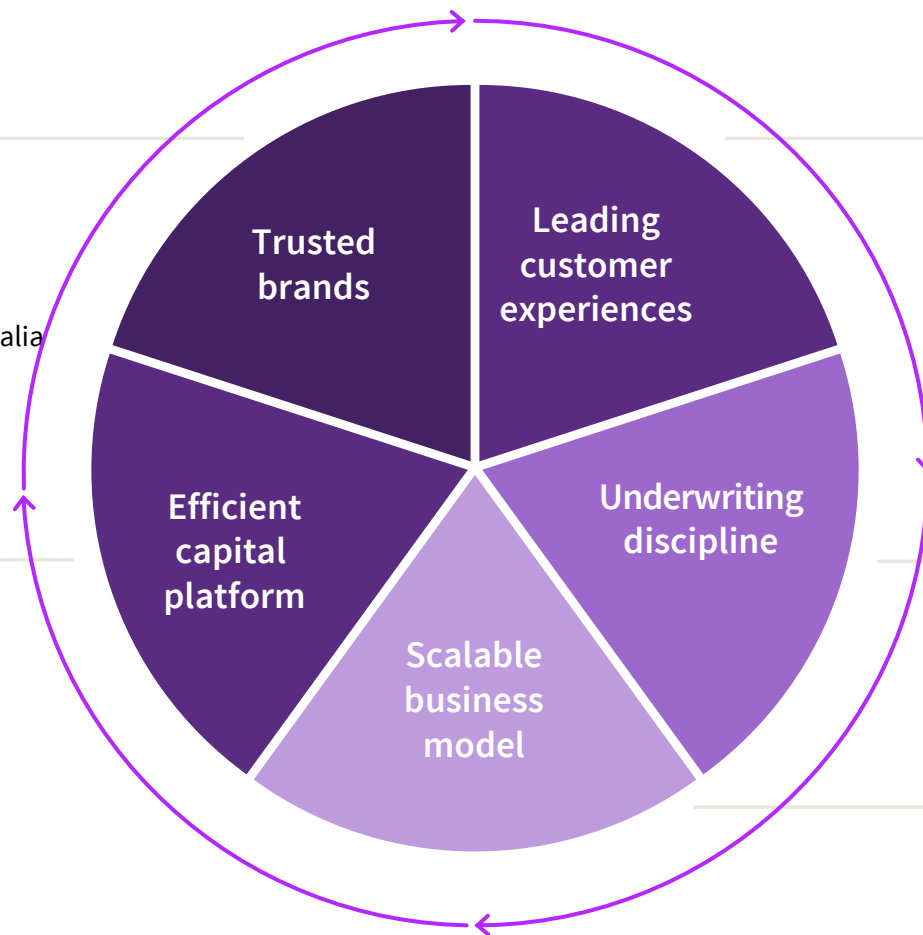 Trusted
brands
Leading
customer
experiences
alia
Efficient
capital
platform
Underwriting
discipline
Scalable
business
model